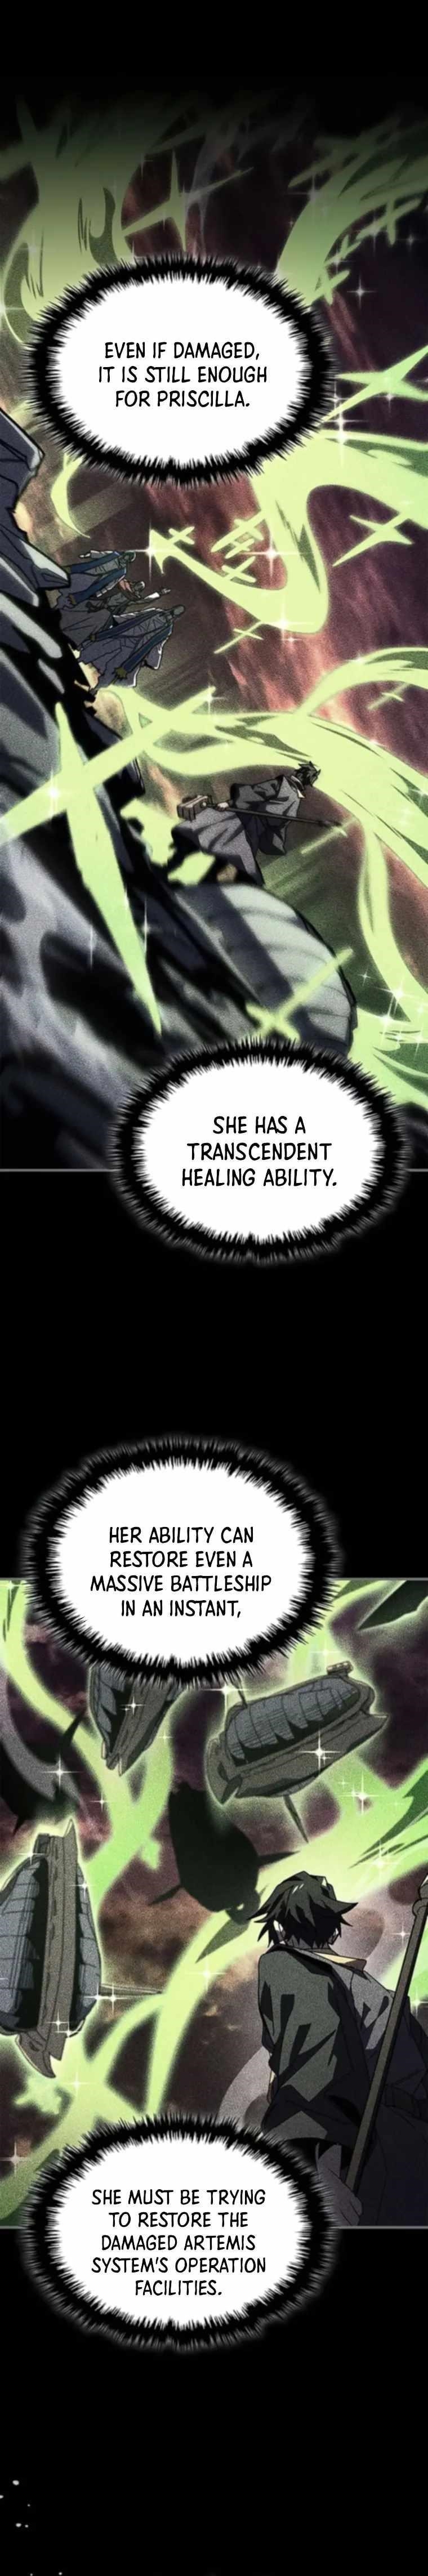 EVEN IF DAMAGED,
IT IS STILL ENOUGH
FOR PRISCILLA.
SHE HAS A
TRANSCENDENT
HEALING ABILITY.
HER ABILITY CAN
RESTORE EVEN A
MASSIVE BATTLESHIP
IN AN INSTANT,
SHE MUST BE TRYING
TO RESTORE THE
DAMAGED ARTEMIS
SYSTEM'S OPERATION
FACILITIES.